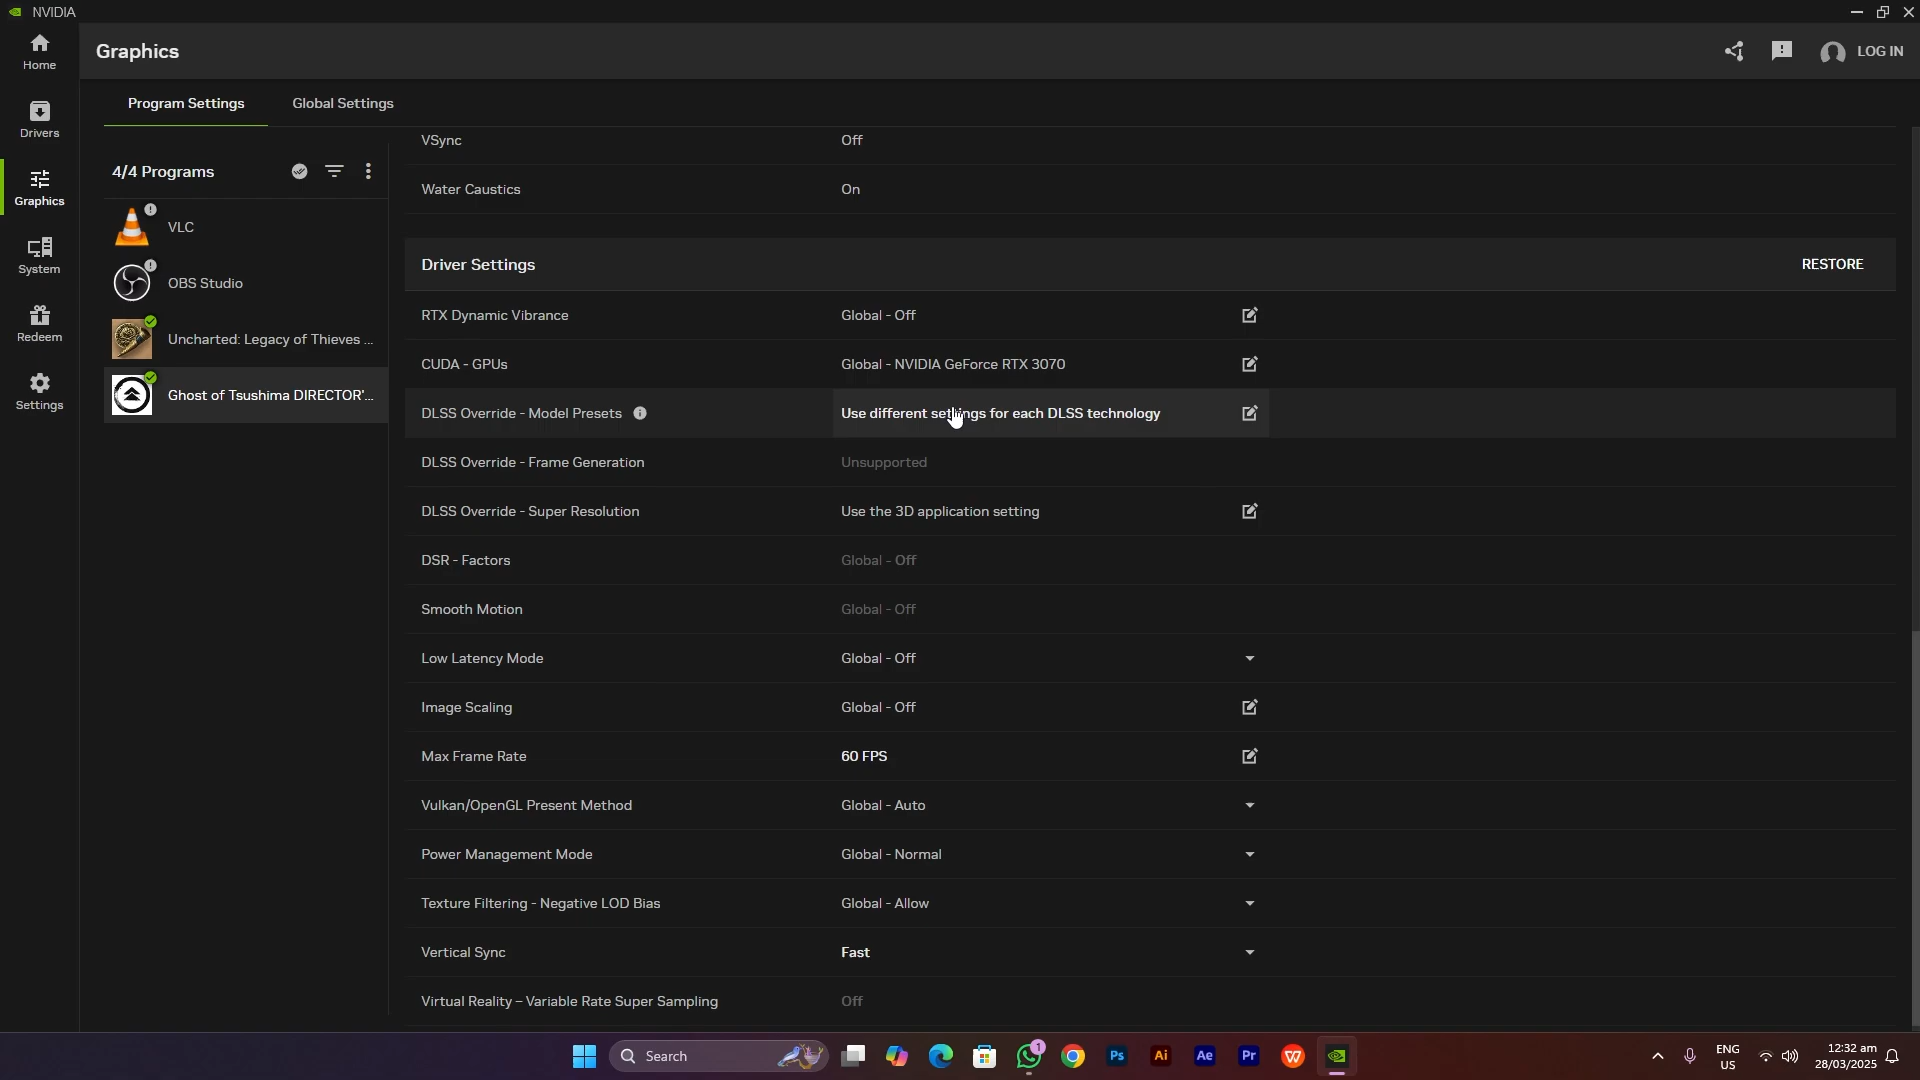 NVIDIA
Home
Drivers
Graphics
System
Redeem
Settings
Graphics
LOG IN
Program Settings
Global Settings
4/4 Programs
VLC
OBS Studio
Uncharted: Legacy of Thieves ...
Ghost of Tsushima DIRECTOR'...
VSync Off
Water Caustics On
Driver Settings RESTORE
RTX Dynamic Vibrance Global - Off
CUDA - GPUs Global - NVIDIA GeForce RTX 3070
DLSS Override - Model Presets Use different settings for each DLSS technology
DLSS Override - Frame Generation Unsupported
DLSS Override - Super Resolution Use the 3D application setting
DSR - Factors Global - Off
Smooth Motion Global - Off
Low Latency Mode Global - Off
Image Scaling Global - Off
Max Frame Rate 60 FPS
Vulkan/OpenGL Present Method Global - Auto
Power Management Mode Global - Normal
Texture Filtering - Negative LOD Bias Global - Allow
Vertical Sync Fast
Virtual Reality – Variable Rate Super Sampling Off
Search
1
Ps
Ai
Ae
Pr
W
ENG
US
12:32 am
28/03/2025